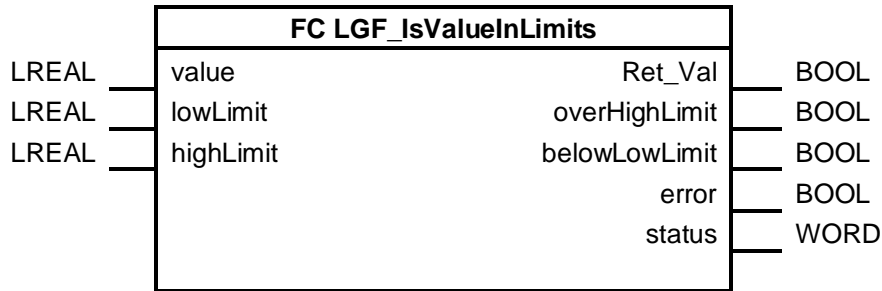 FC LGF_IsValueInLimits
LREAL value Ret_Val BOOL
LREAL lowLimit overHighLimit BOOL
LREAL highLimit belowLowLimit BOOL
error BOOL
status WORD